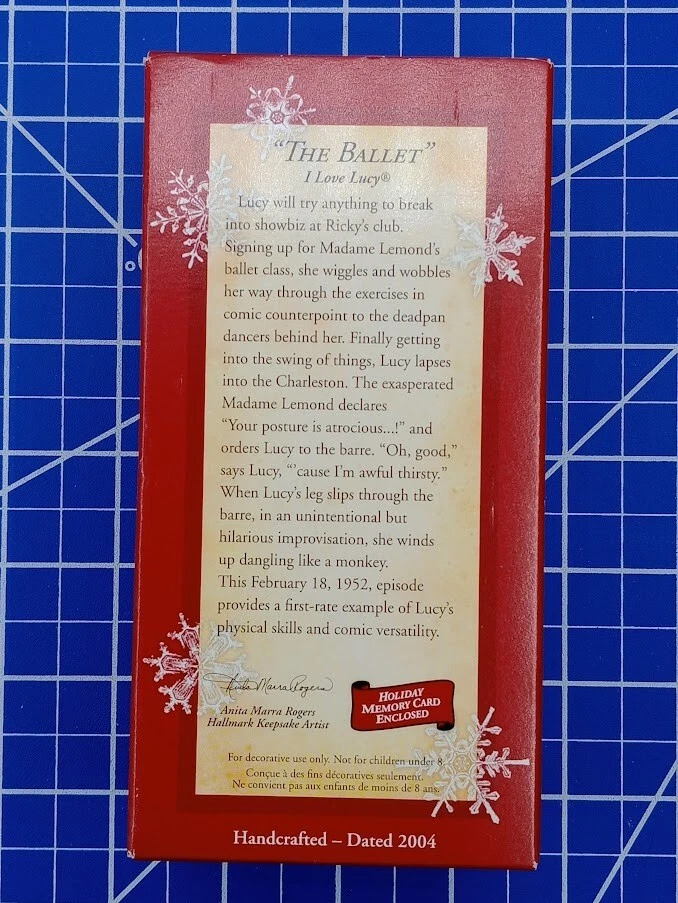 "THE BALLET"
I Love Lucy®
Lucy will try anything to break
into showbiz at Ricky's club.
Signing up for Madame Lemond's
ballet class, she wiggles and wobbles
her way through the exercises in
comic counterpoint to the deadpan
dancers behind her. Finally getting
into the swing of things, Lucy lapses
into the Charleston. The exasperated
Madame Lemond declares
"Your posture is atrocious...!" and
orders Lucy to the barre. "Oh, good,"
says Lucy, "'cause I'm awful thirsty."
When Lucy's leg slips through the
barre, in an unintentional but
hilarious improvisation, she winds
up dangling like a monkey.
This February 18, 1952, episode
provides a first-rate example of Lucy's
physical skills and comic versatility.
Anita Marra Rogers
Anita Marra Rogers
Hallmark Keepsake Artist
HOLIDAY
MEMORY CARD
ENCLOSED
For decorative use only. Not for children under 8.
Conçue à des fins décoratives seulement.
Ne convient pas aux enfants de moins de 8 ans.
Handcrafted – Dated 2004